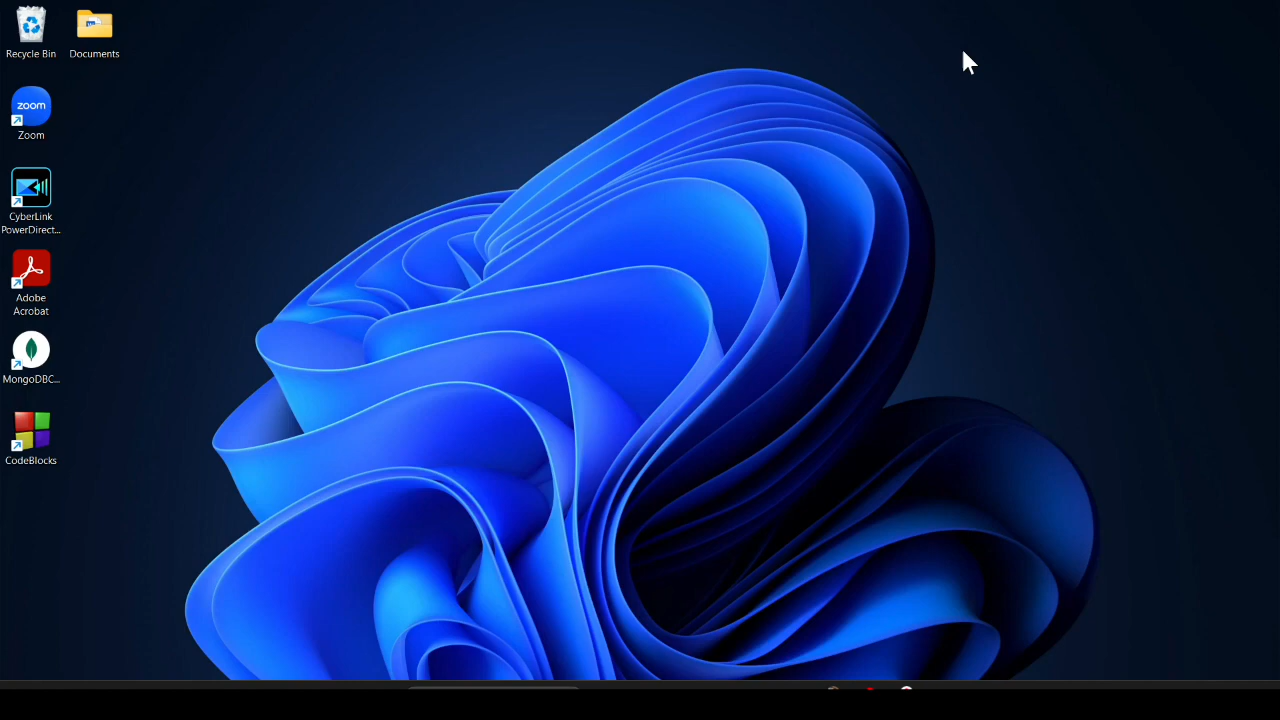 Recycle Bin
Documents
zoom
Zoom
CyberLink
PowerDirect...
Adobe
Acrobat
MongoDBC...
CodeBlocks